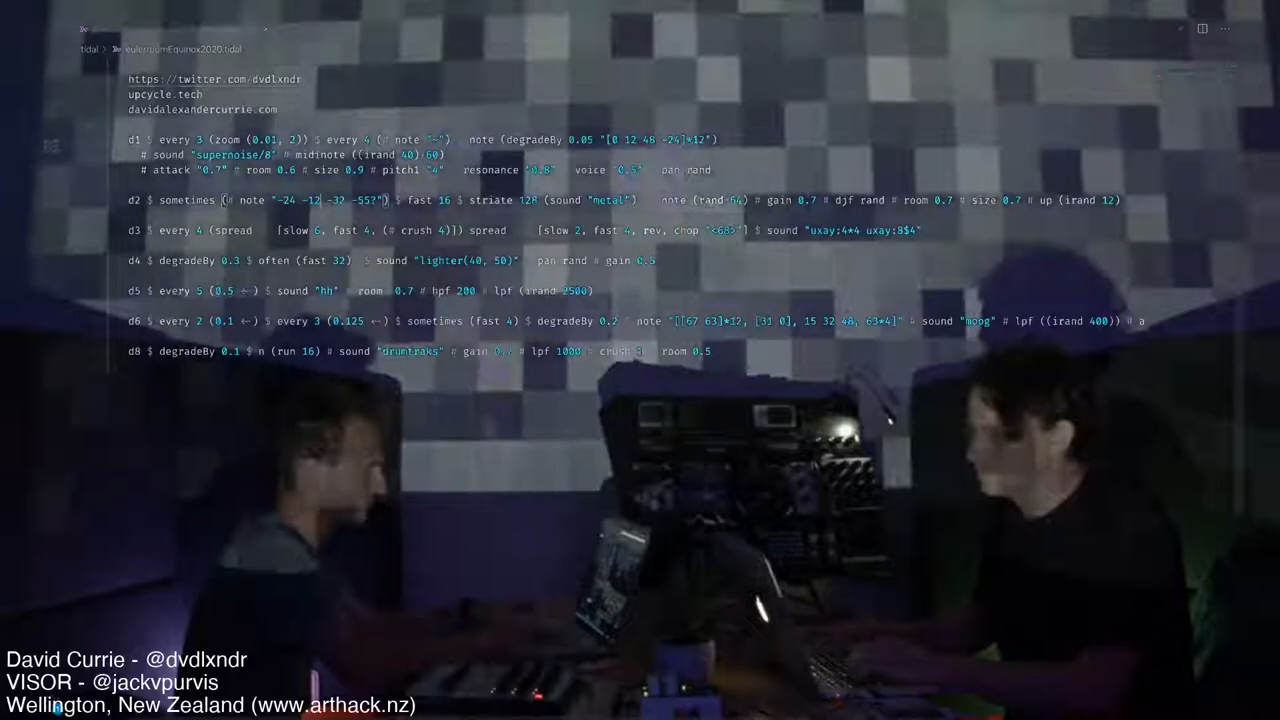 tidal > eulerroomEquinox2020.tidal
https://twitter.com/dvdlxndr
upcycle.tech
davidalexandercurrie.com
d1 $ every 3 (zoom (0.01, 2)) $ every 4 (# note "~") note (degradeBy 0.05 "[0 12 48 -24]*12")
# sound "supernoise/8" # midinote ((irand 40)+60)
# attack "0.7" # room 0.6 # size 0.9 # pitch1 "4" resonance "0.8" voice "0.5" pan rand
d2 $ sometimes (# note "-24 -12 -32 -55?") $ fast 16 $ striate 128 (sound "metal") note (rand*64) # gain 0.7 # djf rand # room 0.7 # size 0.7 # up (irand 12)
d3 $ every 4 (spread [slow 6, fast 4, (# crush 4)]) spread [slow 2, fast 4, rev, chop "<68>"] $ sound "uxay:4*4 uxay:8$4"
d4 $ degradeBy 0.3 $ often (fast 32) $ sound "lighter(40, 50)" pan rand # gain 0.5
d5 $ every 5 (0.5 <~) $ sound "hh" # room 0.7 # hpf 200 # lpf (irand 2500)
d6 $ every 2 (0.1 <~) $ every 3 (0.125 <~) $ sometimes (fast 4) $ degradeBy 0.2 note "[[67 63]*12, [31 0], 15 32 48, 63*4]" # sound "moog" # lpf ((irand 400)) # a
d8 $ degradeBy 0.1 $ n (run 16) # sound "drumtraks" # gain 0.7 # lpf 1000 # crush room 0.5
David Currie - @dvdlxndr
VISOR - @jackvpurvis
Wellington, New Zealand (www.arthack.nz)